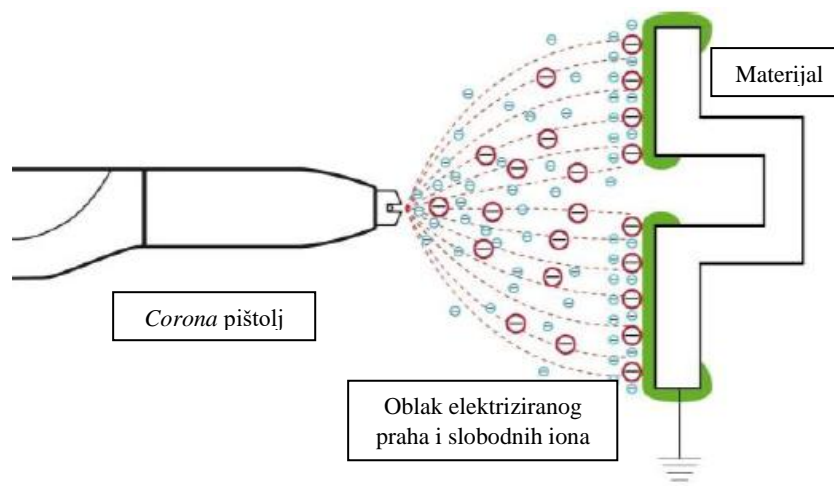 Materijal
Corona pištolj
Oblak elektriziranog
praha i slobodnih iona